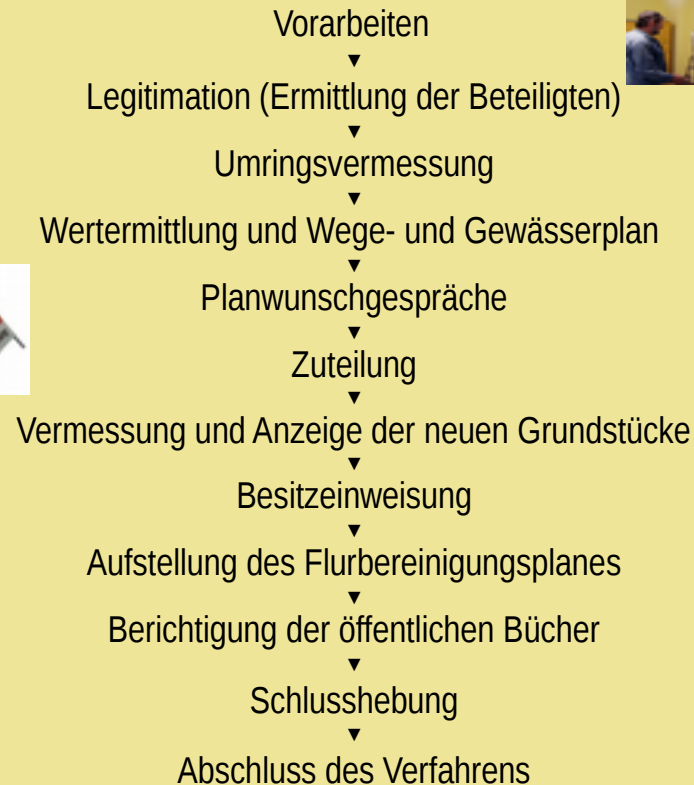 Vorarbeiten
▼
Legitimation (Ermittlung der Beteiligten)
▼
Umringsvermessung
▼
Wertermittlung und Wege- und Gewässerplan
▼
Planwunschgespräche
▼
Zuteilung
▼
Vermessung und Anzeige der neuen Grundstücke
▼
Besitzeinweisung
▼
Aufstellung des Flurbereinigungsplanes
▼
Berichtigung der öffentlichen Bücher
▼
Schlusshebung
▼
Abschluss des Verfahrens